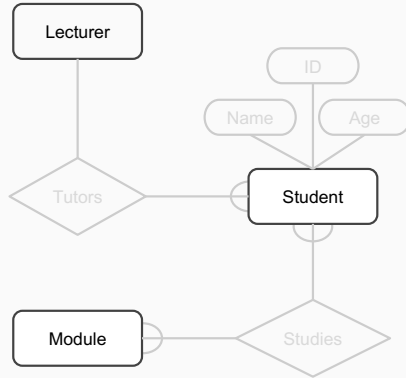 Lecturer
ID
Name
Age
Tutors
Student
Module
Studies